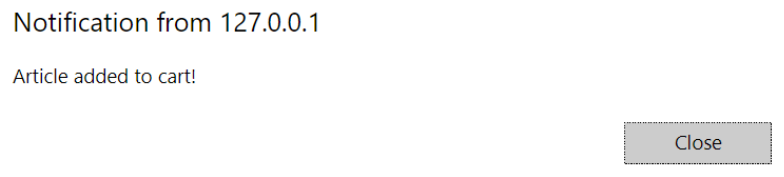 Notification from 127.0.0.1
Article added to cart!
Close